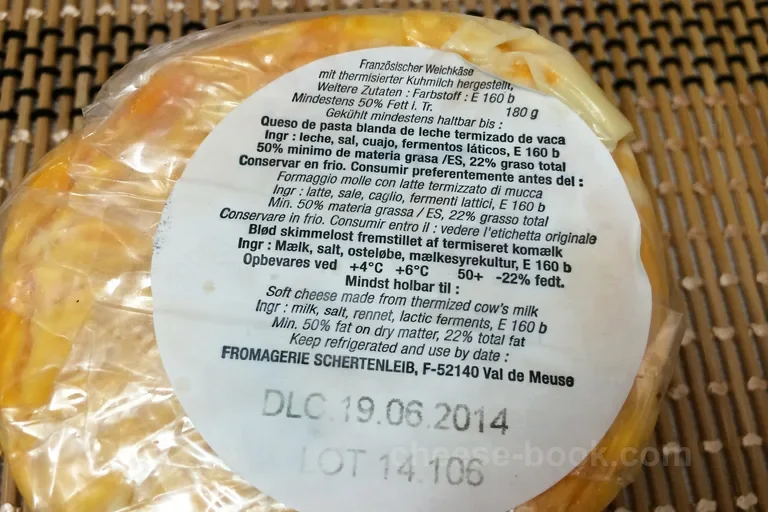 Französischer Weichkäse
mit thermisierter Kuhmilch hergestellt,
Weitere Zutaten : Farbstoff : E 160 b
Mindestens 50% Fett i. Tr. 180 g
Gekühlt mindestens haltbar bis :
Queso de pasta blanda de leche termizado de vaca
Ingr : leche, sal, cuajo, fermentos láticos, E 160 b
50% minimo de materia grasa /ES, 22% graso total
Conservar en frio. Consumir preferentemente antes del :
Formaggio molle con latte termizzato di mucca
Ingr : latte, sale, caglio, fermenti lattici, E 160 b
Min. 50% materia grassa / ES, 22% grasso total
Conservare in frio. Consumir entro il : vedere l'etichetta originale
Blød skimmelost fremstillet af termiseret komælk
Ingr : Mælk, salt, osteløbe, mælkesyrekultur, E 160 b
Opbevares ved +4°C +6°C 50+ -22% fedt.
Mindst holbar til :
Soft cheese made from thermized cow's milk
Ingr : milk, salt, rennet, lactic ferments, E 160 b
Min. 50% fat on dry matter, 22% total fat
Keep refrigerated and use by date :
FROMAGERIE SCHERTENLEIB, F-52140 Val de Meuse
DLC.19.06.2014
LOT 14.106
cheese-book.com